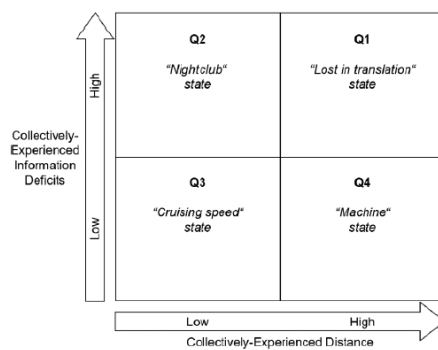 Q2
"Nightclub"
state
Q1
"Lost in translation"
state
High
Collectively-
Experienced
Information
Deficits
Low
Q3
"Cruising speed"
state
Q4
"Machine"
state
Low
High
Collectively-Experienced Distance